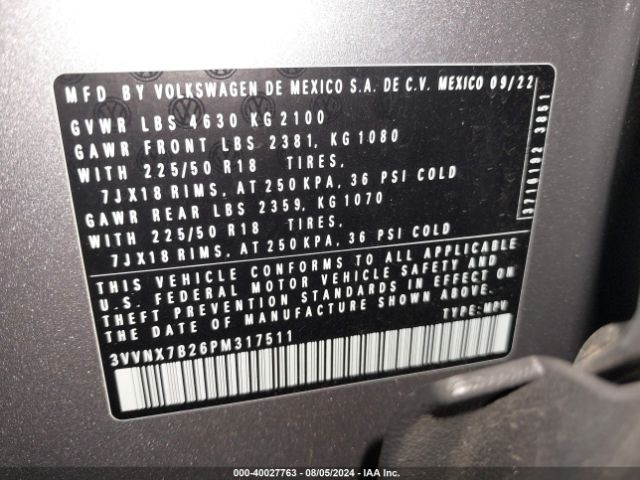 MFD BY VOLKSWAGEN DE MEXICO S.A. DE C.V. MEXICO 09/22
GVWR LBS 4630 KG 2100
GAWR FRONT LBS 2381, KG 1080
WITH 225/50 R18 TIRES,
7JX18 RIMS, AT 250 KPA, 36 PSI COLD
GAWR REAR LBS 2359, KG 1070
WITH 225/50 R18 TIRES,
7JX18 RIMS, AT 250 KPA, 36 PSI COLD
THIS VEHICLE CONFORMS TO ALL APPLICABLE
U.S. FEDERAL MOTOR VEHICLE SAFETY AND
THEFT PREVENTION STANDARDS IN EFFECT ON
THE DATE OF MANUFACTURE SHOWN ABOVE.
3VVNX7B26PM317511 TYPE: MPV
000-40027763 - 08/05/2024 - IAA Inc.